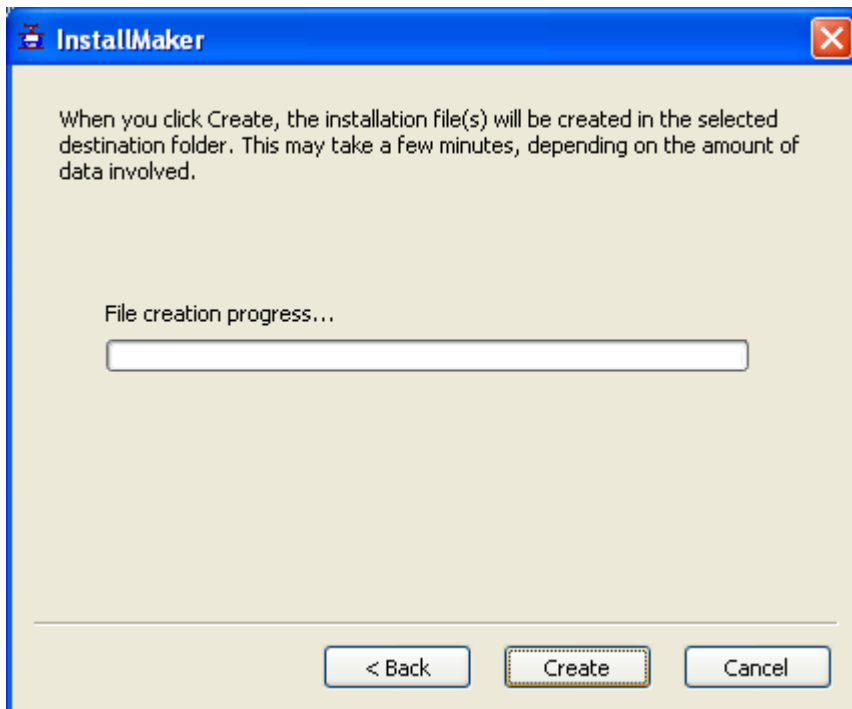 InstallMaker
When you click Create, the installation file(s) will be created in the selected
destination folder. This may take a few minutes, depending on the amount of
data involved.
File creation progress...
< Back
Create
Cancel